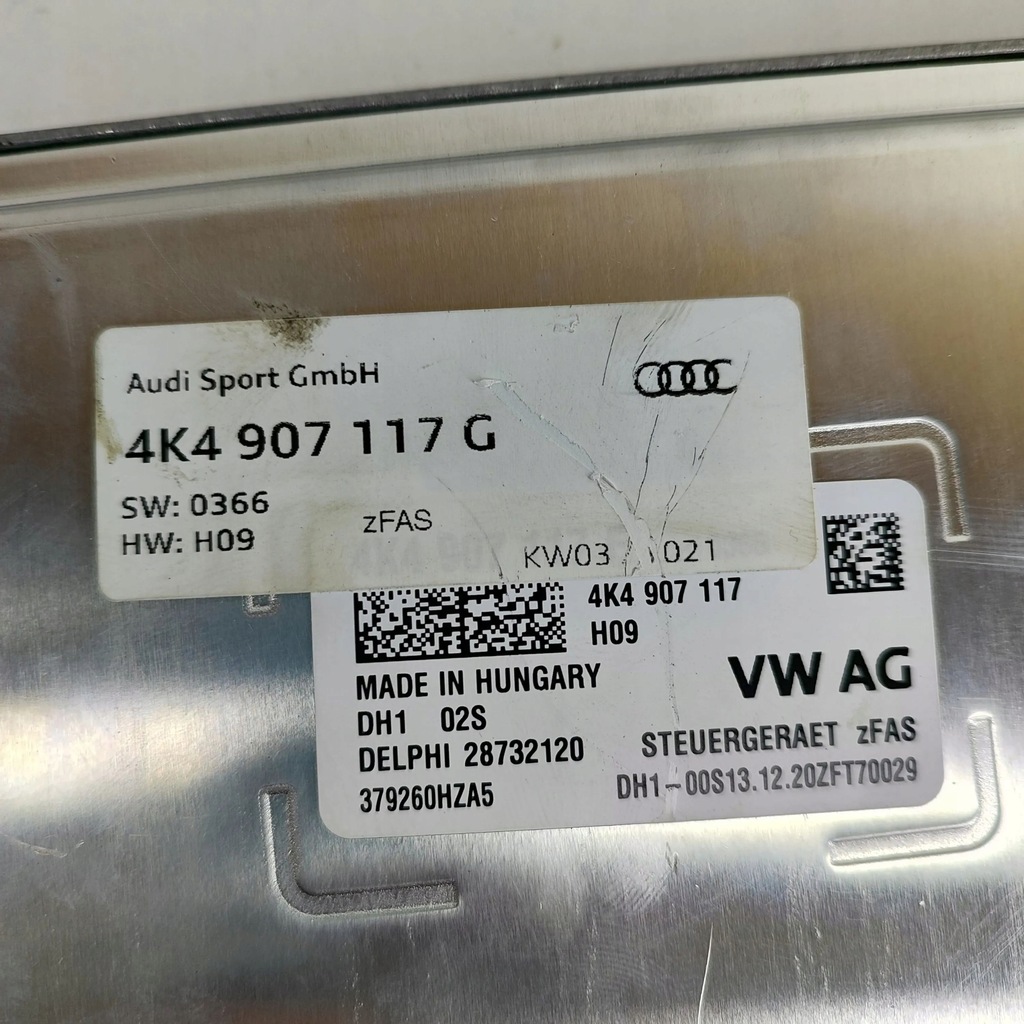 Audi Sport GmbH
4K4 907 117 G
SW: 0366
HW: H09
zFAS
KW03 021
4K4 907 117
H09
MADE IN HUNGARY
VW AG
DH1 02S
DELPHI 28732120
STEUERGERAET zFAS
379260HZA5
DH1-00S13.12.20ZFT70029